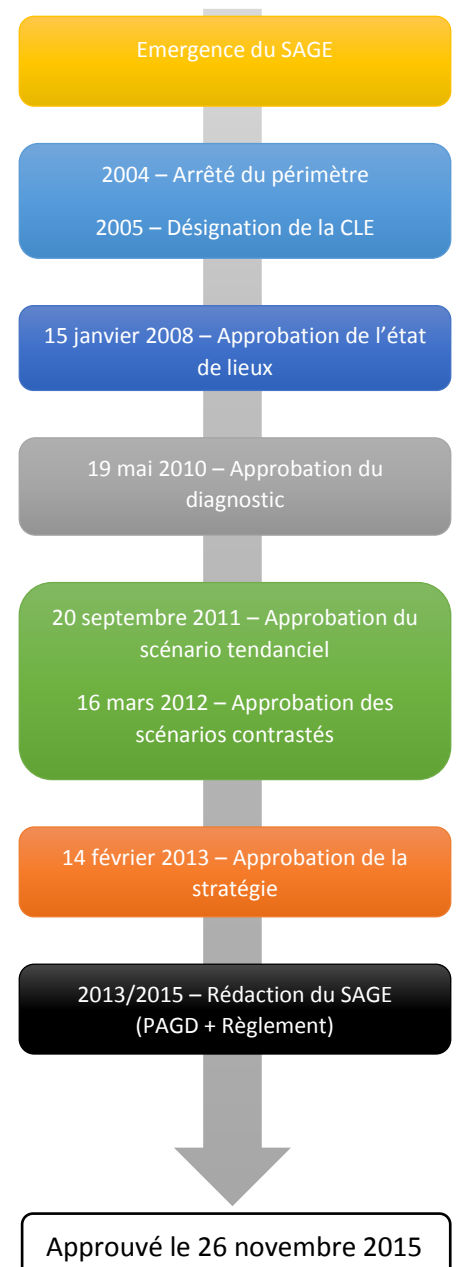 Emergence du SAGE
2004 – Arrêté du périmètre
2005 – Désignation de la CLE
15 janvier 2008 – Approbation de l'état
de lieux
19 mai 2010 – Approbation du
diagnostic
20 septembre 2011 – Approbation du
scénario tendanciel
16 mars 2012 – Approbation des
scénarios contrastés
14 février 2013 – Approbation de la
stratégie
2013/2015 – Rédaction du SAGE
(PAGD + Règlement)
Approuvé le 26 novembre 2015